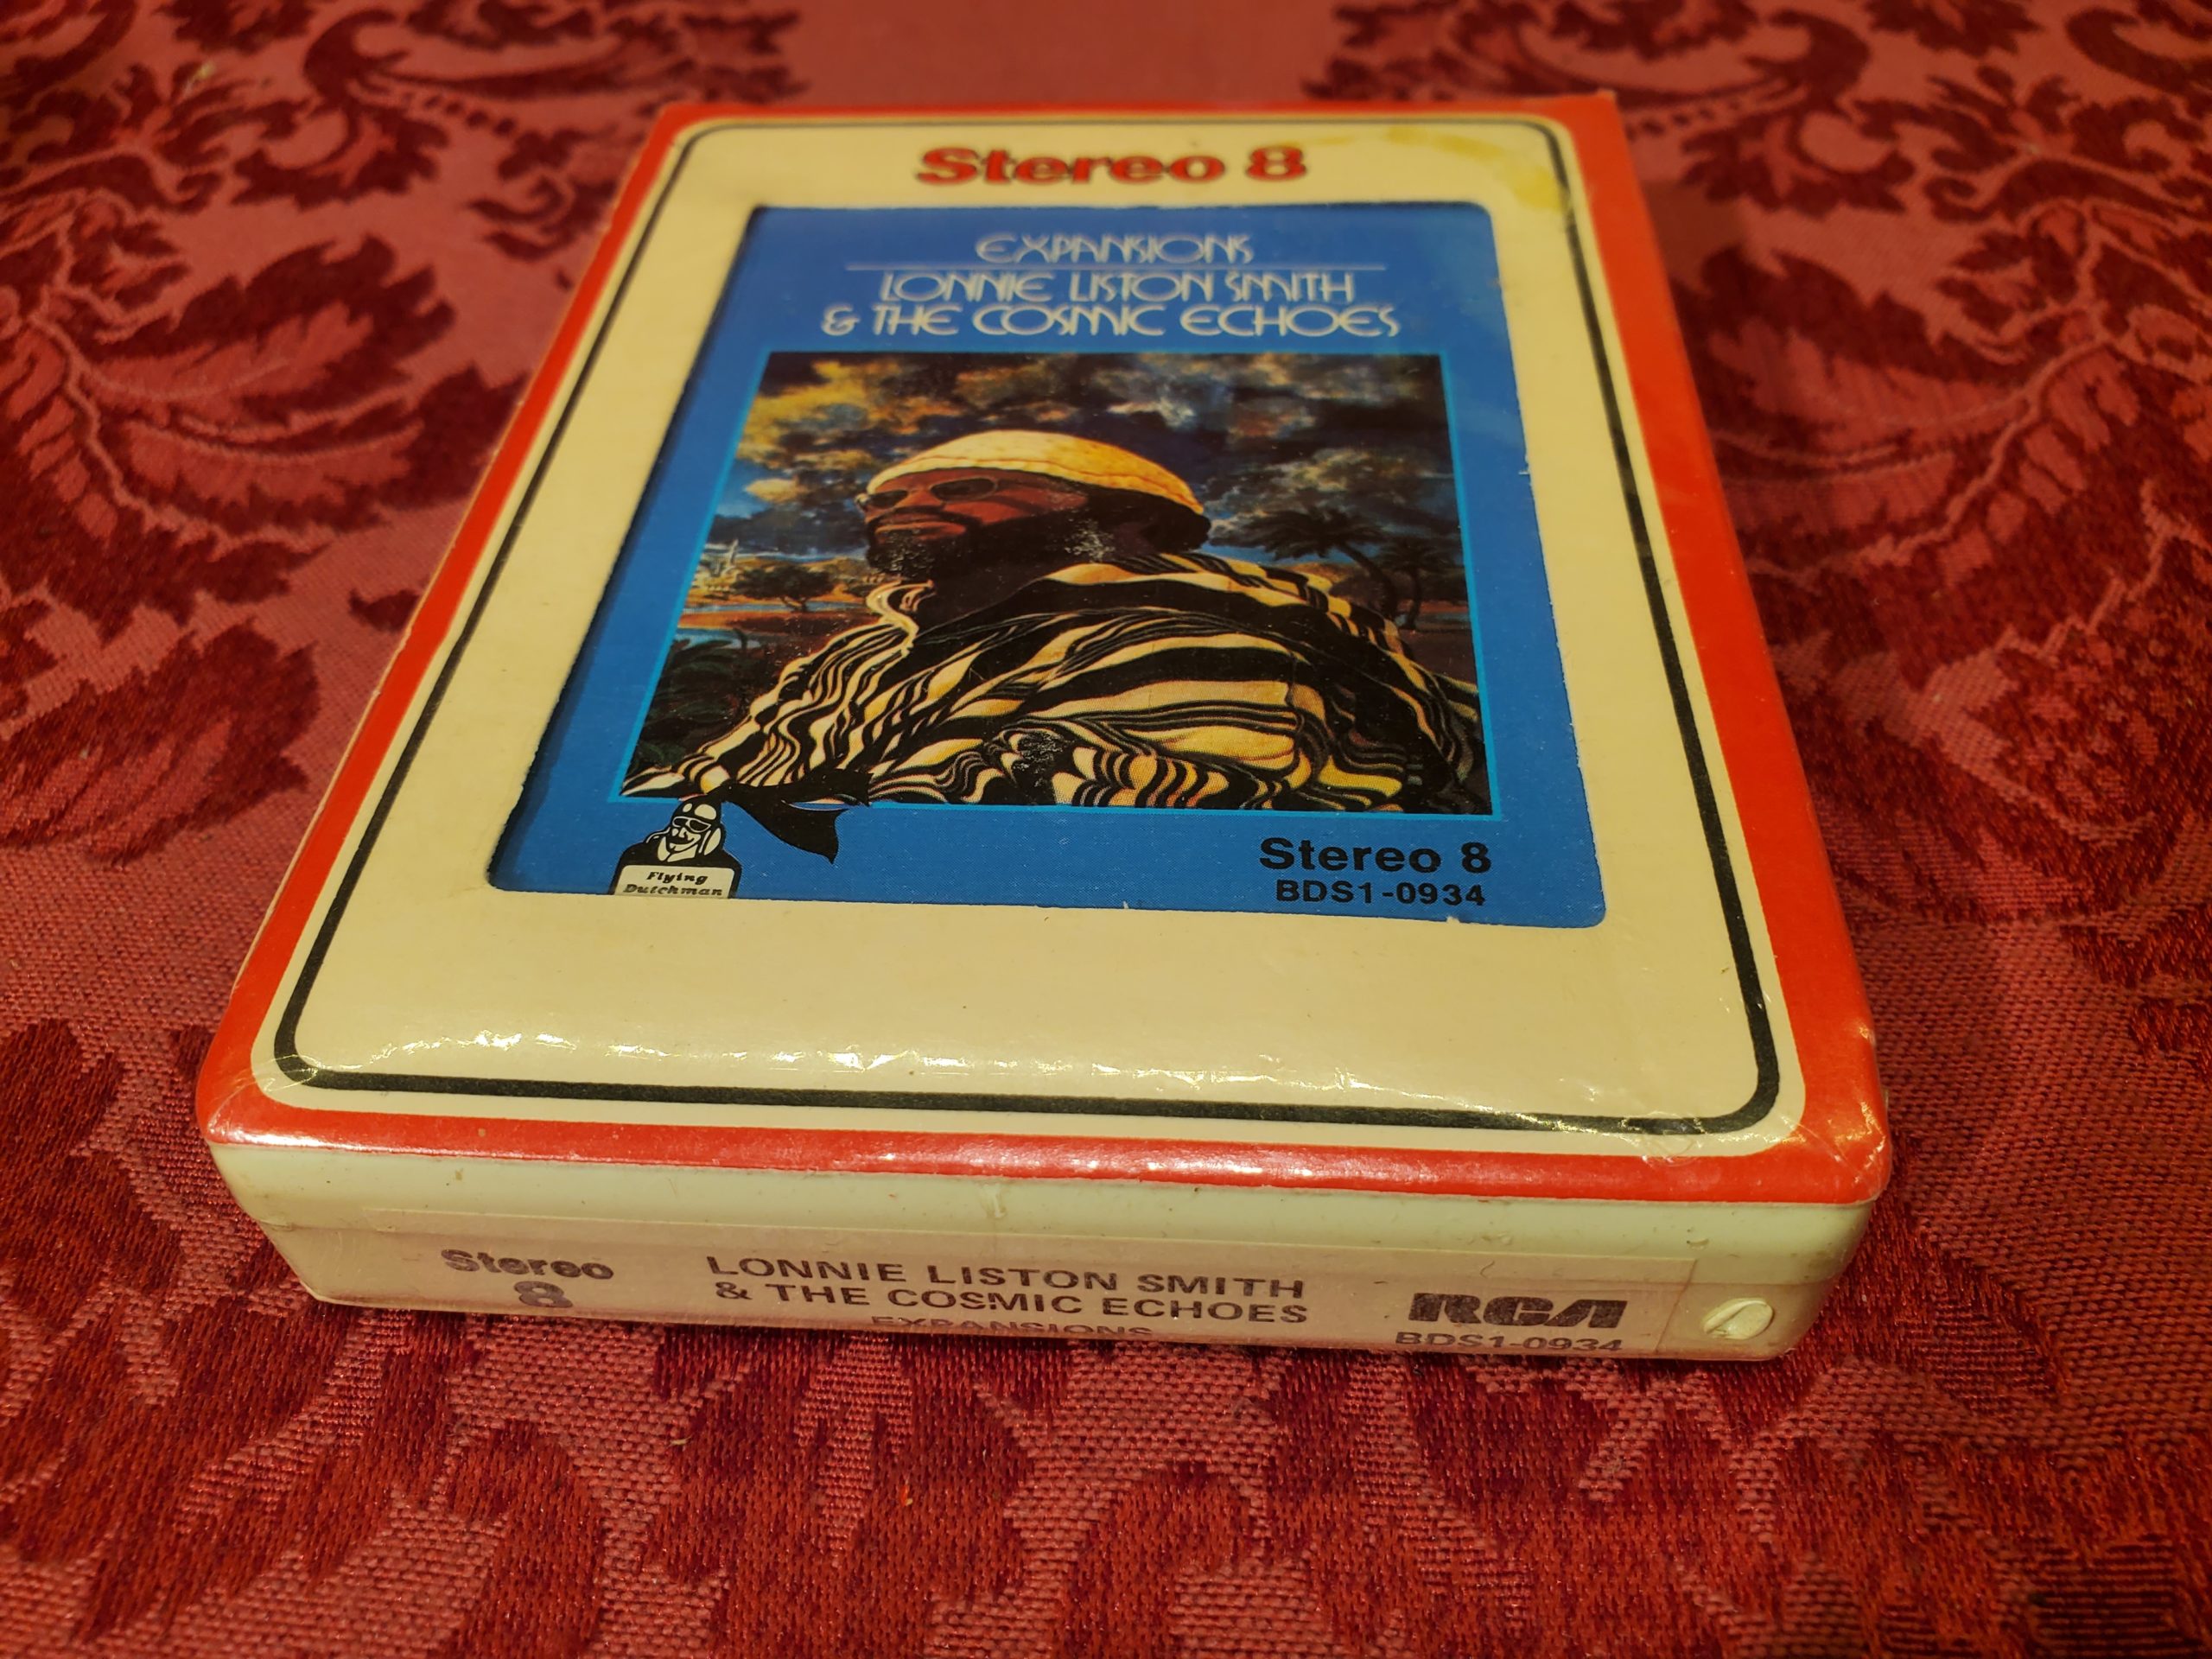 Stereo 8
EXPANSIONS
LONNIE LISTON SMITH
& THE COSMIC ECHOES
Flying
Dutchman
Stereo 8
BDS1-0934
Stereo
8
LONNIE LISTON SMITH
& THE COSMIC ECHOES
EXPANSIONS
RCA
BDS1-0934